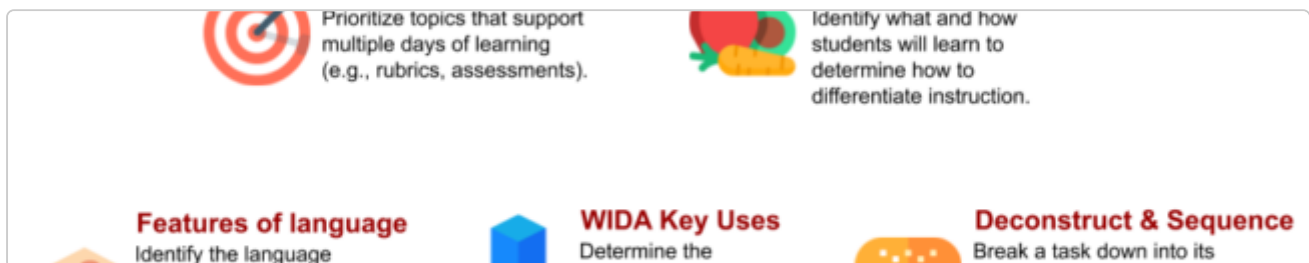 Prioritize topics that support
multiple days of learning
(e.g., rubrics, assessments).
Identify what and how
students will learn to
determine how to
differentiate instruction.
Features of language
Identify the language
WIDA Key Uses
Determine the
Deconstruct & Sequence
Break a task down into its